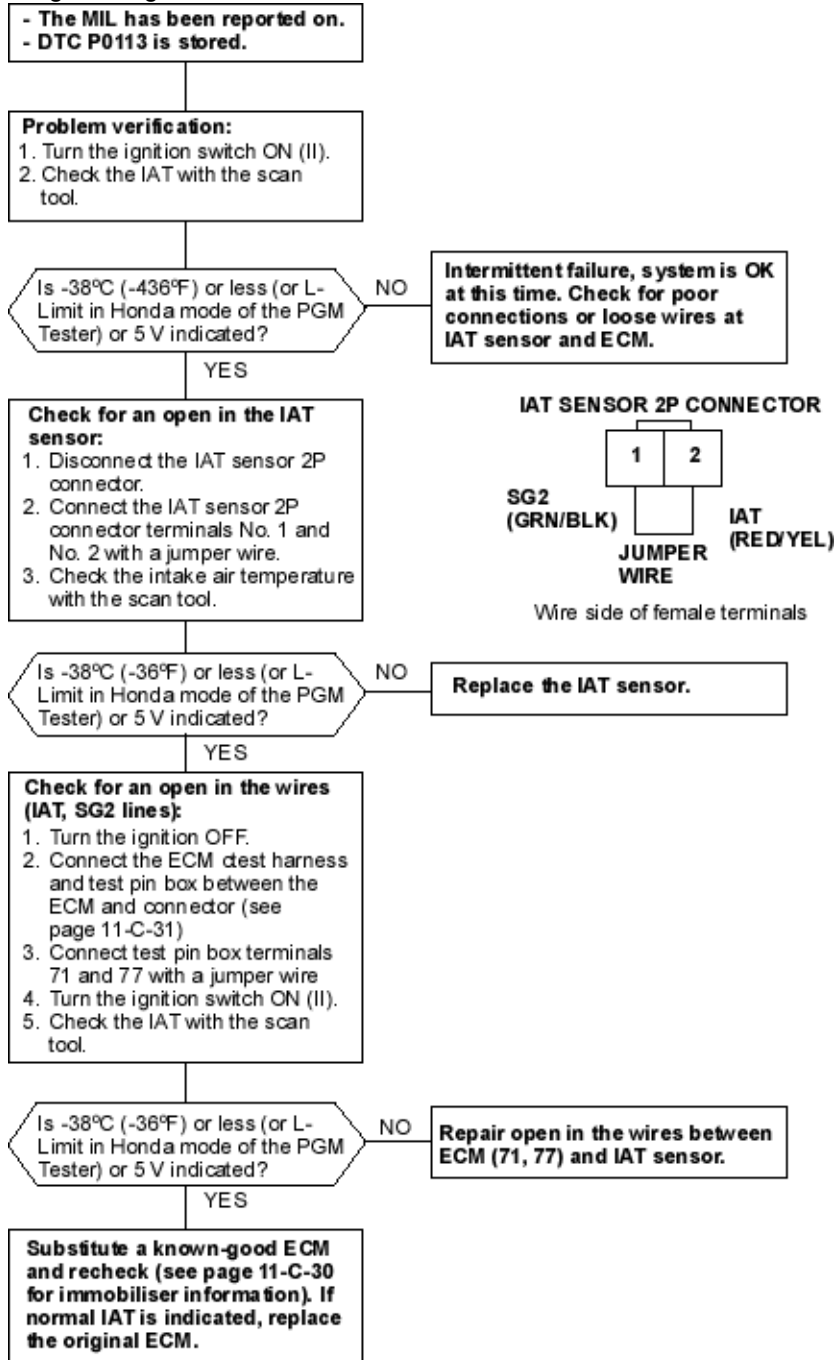 - The MIL has been reported on.
- DTC P0113 is stored.
Problem verification:
1. Turn the ignition switch ON (II).
2. Check the IAT with the scan
tool.
Is -38ºC (-436ºF) or less (or L-
Limit in Honda mode of the PGM
Tester) or 5 V indicated?
NO
Intermittent failure, system is OK
at this time. Check for poor
connections or loose wires at
IAT sensor and ECM.
YES
Check for an open in the IAT
sensor:
1. Disconnect the IAT sensor 2P
connector.
2. Connect the IAT sensor 2P
connector terminals No. 1 and
No. 2 with a jumper wire.
3. Check the intake air temperature
with the scan tool.
IAT SENSOR 2P CONNECTOR
1 2
SG2
(GRN/BLK)
IAT
(RED/YEL)
JUMPER
WIRE
Wire side of female terminals
Is -38ºC (-36ºF) or less (or L-
Limit in Honda mode of the PGM
Tester) or 5 V indicated?
NO
Replace the IAT sensor.
YES
Check for an open in the wires
(IAT, SG2 lines):
1. Turn the ignition OFF.
2. Connect the ECM ctest harness
and test pin box between the
ECM and connector (see
page 11-C-31)
3. Connect test pin box terminals
71 and 77 with a jumper wire
4. Turn the ignition switch ON (II).
5. Check the IAT with the scan
tool.
Is -38ºC (-36ºF) or less (or L-
Limit in Honda mode of the PGM
Tester) or 5 V indicated?
NO
Repair open in the wires between
ECM (71, 77) and IAT sensor.
YES
Substitute a known-good ECM
and recheck (see page 11-C-30
for immobiliser information). If
normal IAT is indicated, replace
the original ECM.